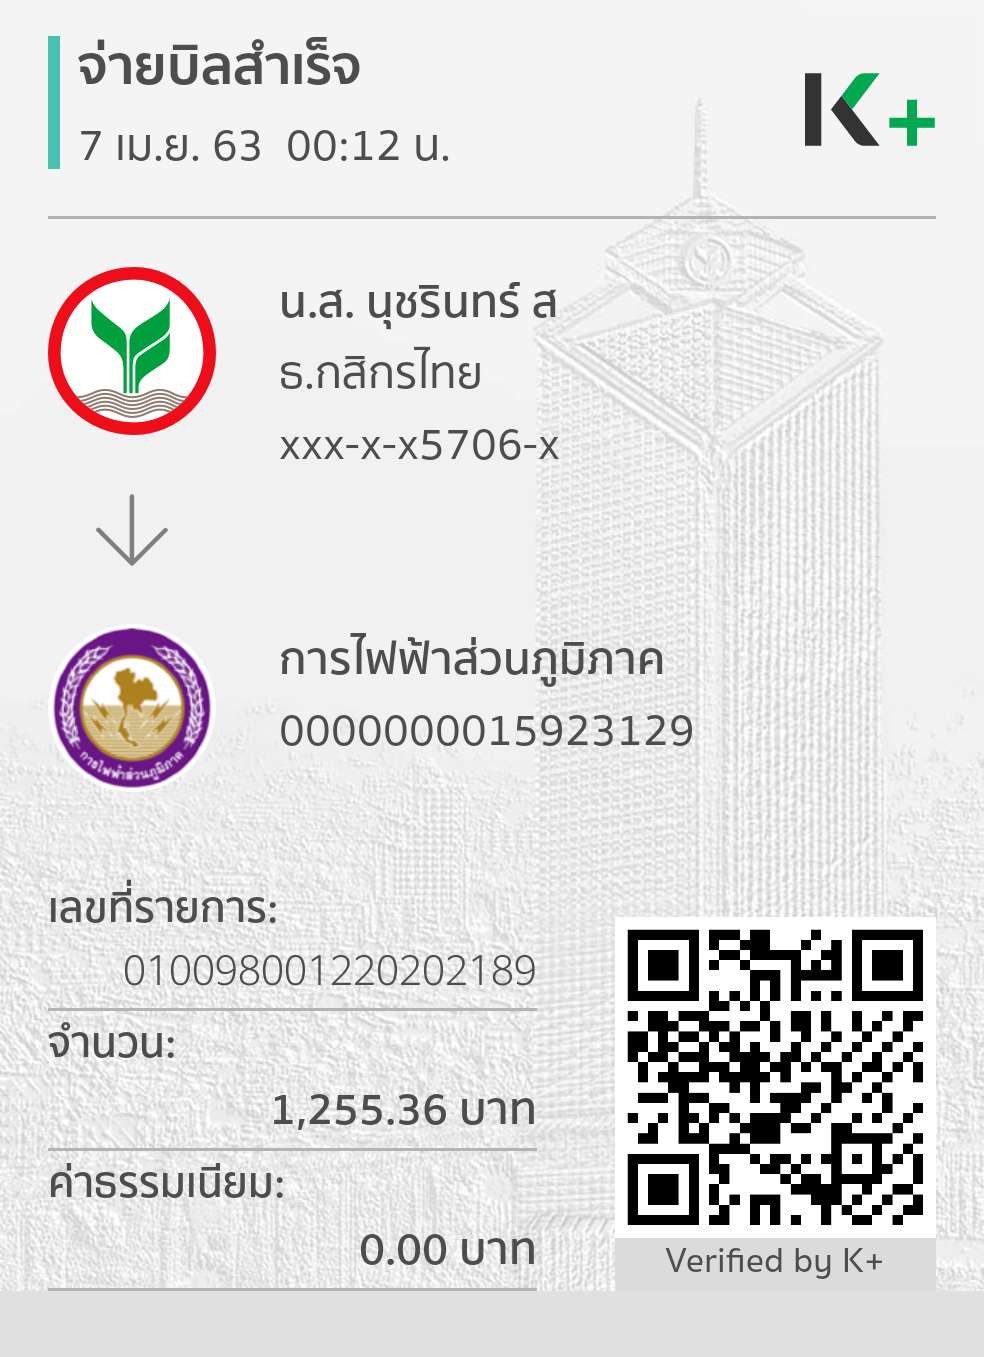 จ่ายบิลสำเร็จ
7 เม.ย. 63  00:12 น.
K+
น.ส. นุชรินทร์ ส
ธ.กสิกรไทย
xxx-x-x5706-x
การไฟฟ้าส่วนภูมิภาค
0000000015923129
การไฟฟ้าส่วนภูมิภาค
เลขที่รายการ:
010098001220202189
จำนวน:
1,255.36 บาท
ค่าธรรมเนียม:
0.00 บาท
Verified by K+